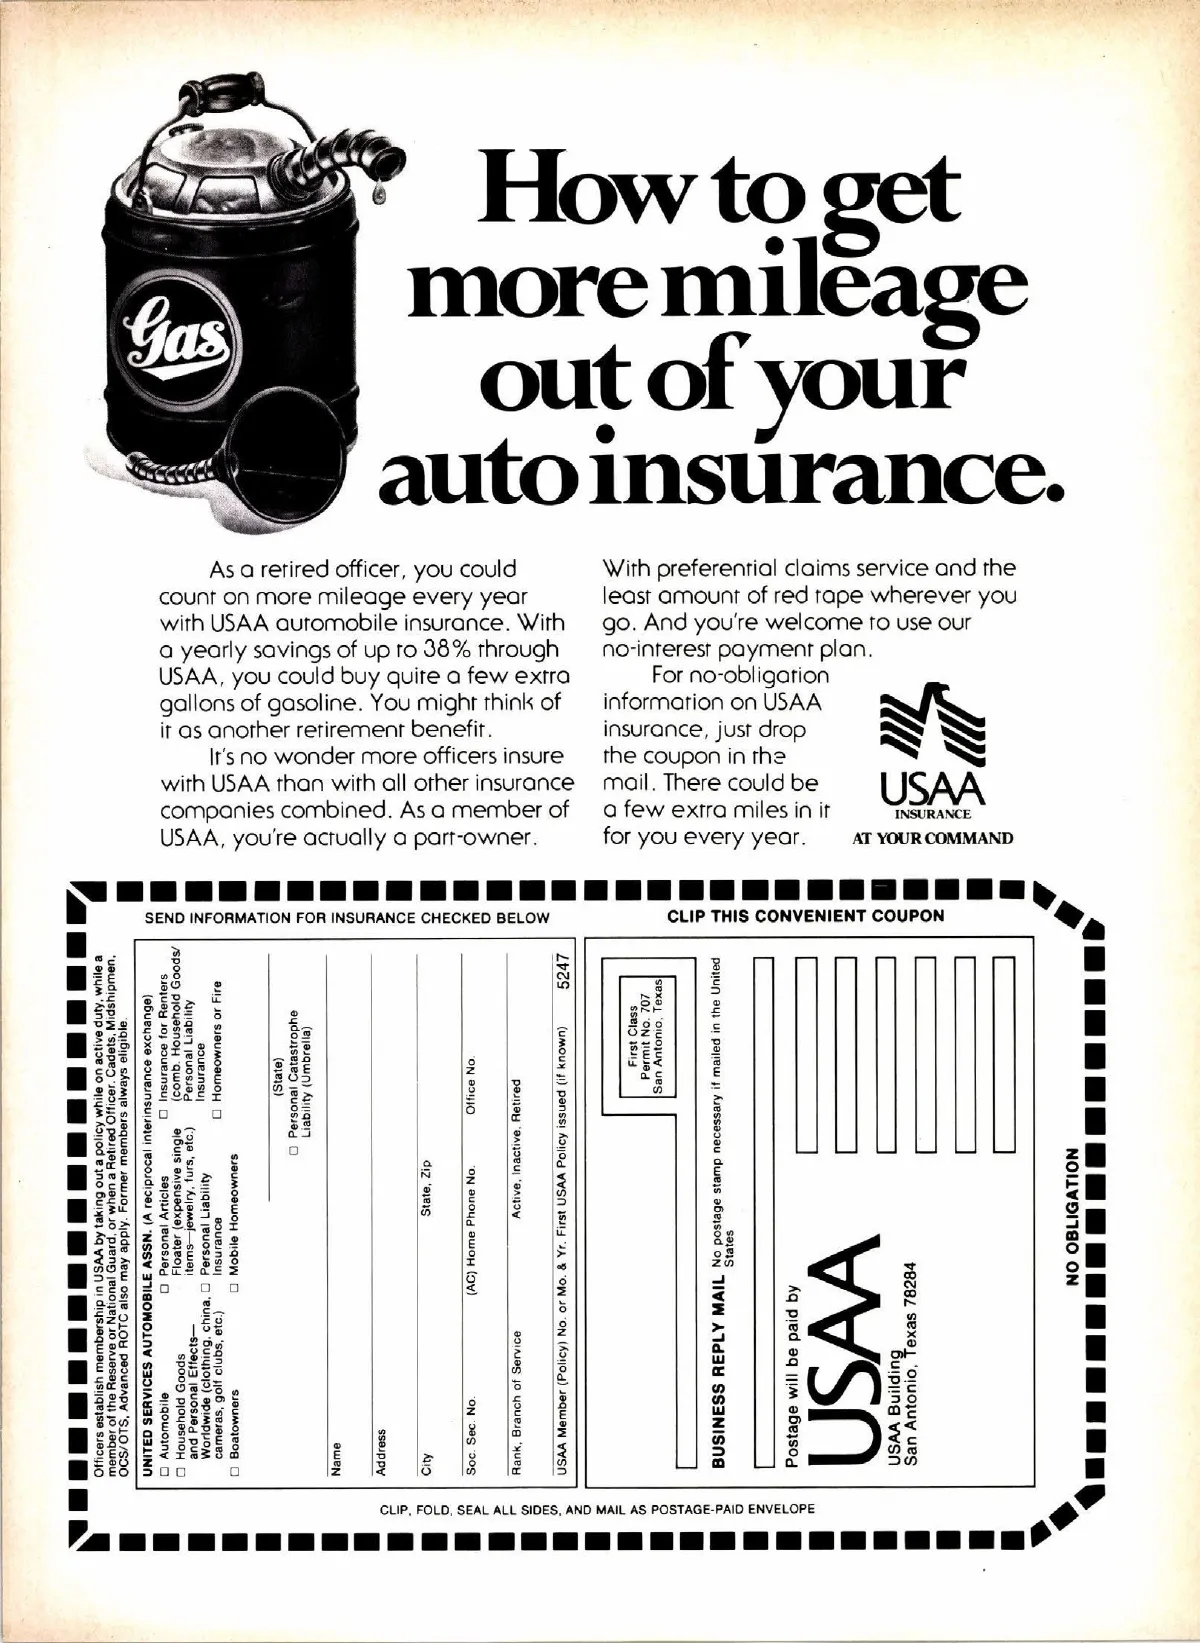 Gas
How to get
more mileage
out of your
auto insurance.
As a retired officer, you could
count on more mileage every year
with USAA automobile insurance. With
a yearly savings of up to 38% through
USAA, you could buy quite a few extra
gallons of gasoline. You might think of
it as another retirement benefit.
It's no wonder more officers insure
with USAA than with all other insurance
companies combined. As a member of
USAA, you're actually a part-owner.
With preferential claims service and the
least amount of red tape wherever you
go. And you're welcome to use our
no-interest payment plan.
For no-obligation
information on USAA
insurance, just drop
the coupon in the
mail. There could be
a few extra miles in it
for you every year.
USAA
INSURANCE
AT YOUR COMMAND
SEND INFORMATION FOR INSURANCE CHECKED BELOW
CLIP THIS CONVENIENT COUPON
Officers establish membership in USAA by taking out a policy while on active duty, while a
member of the Reserve or National Guard, or when a Retired Officer. Cadets, Midshipmen,
OCS/OTS, Advanced ROTC also may apply. Former members always eligible.
UNITED SERVICES AUTOMOBILE ASSN. (A reciprocal interinsurance exchange)
□ Automobile
□ Household Goods
and Personal Effects—
Worldwide (clothing, china,
cameras, golf clubs, etc.)
□ Boatowners
□ Personal Articles
Floater (expensive single
items—jewelry, furs, etc.)
□ Personal Liability
Insurance
□ Mobile Homeowners
□ Insurance for Renters
(comb. Household Goods/
Personal Liability
Insurance
□ Homeowners or Fire
(State)
□ Personal Catastrophe
Liability (Umbrella)
Name
Address
City State, Zip
Soc. Sec. No. (AC) Home Phone No. Office No.
Rank, Branch of Service Active, Inactive, Retired
USAA Member (Policy) No. or Mo. & Yr. First USAA Policy issued (if known) 5247
First Class
Permit No. 707
San Antonio, Texas
BUSINESS REPLY MAIL No postage stamp necessary if mailed in the United
States
Postage will be paid by
USAA
USAA Building
San Antonio, Texas 78284
NO OBLIGATION
CLIP, FOLD, SEAL ALL SIDES, AND MAIL AS POSTAGE-PAID ENVELOPE